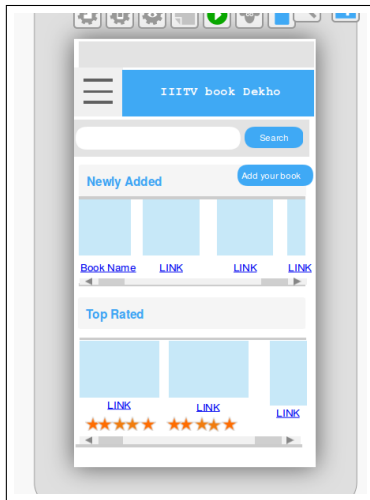 IIITV book Dekho
Search
Newly Added
Add your book
Book Name LINK LINK LINK
Top Rated
LINK LINK LINK